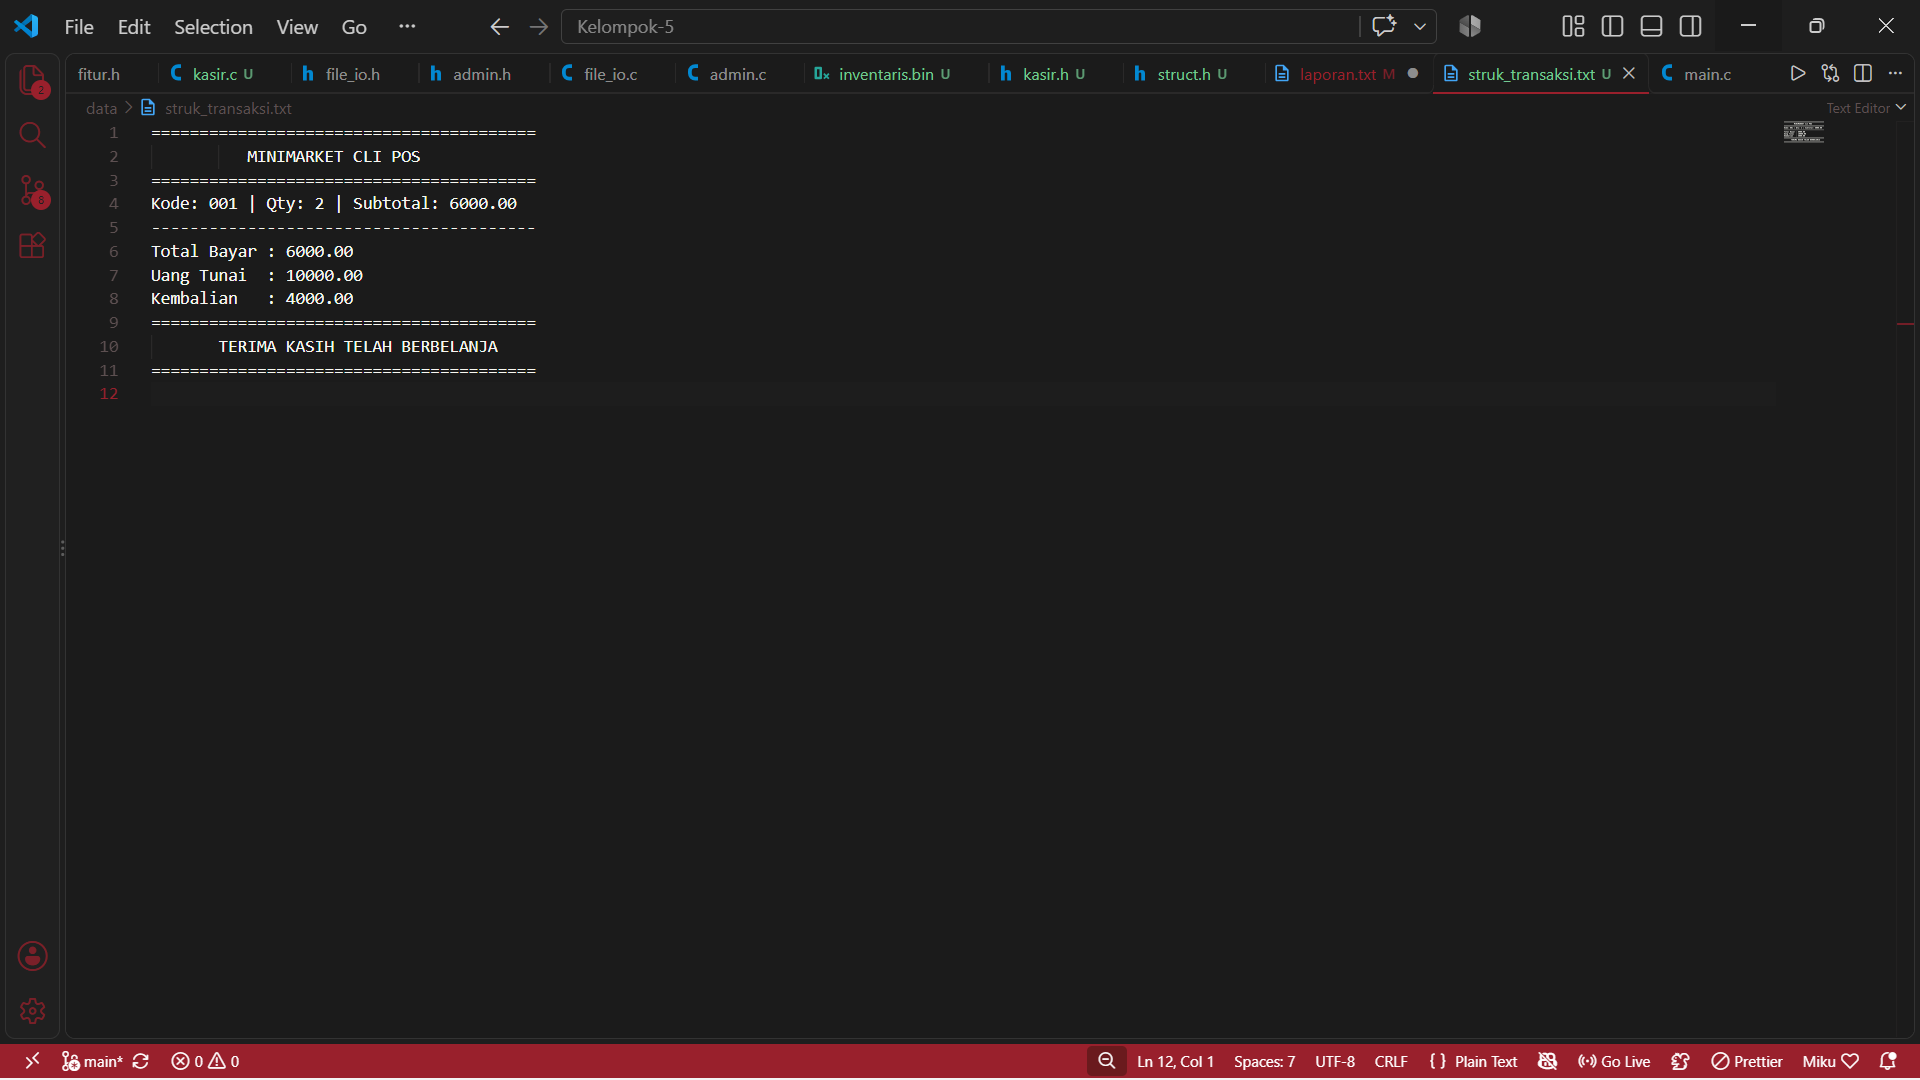 File Edit Selection View Go ··· Kelompok-5
fitur.h kasir.c U file_io.h admin.h file_io.c admin.c inventaris.bin U kasir.h U struct.h U laporan.txt M struk_transaksi.txt U main.c
data > struk_transaksi.txt Text Editor
1 ========================================
2 MINIMARKET CLI POS
3 ========================================
4 Kode: 001 | Qty: 2 | Subtotal: 6000.00
5 ----------------------------------------
6 Total Bayar : 6000.00
7 Uang Tunai : 10000.00
8 Kembalian : 4000.00
9 ========================================
10 TERIMA KASIH TELAH BERBELANJA
11 ========================================
12
2
8
main* 0 0 Ln 12, Col 1 Spaces: 7 UTF-8 CRLF {} Plain Text Go Live Prettier Miku